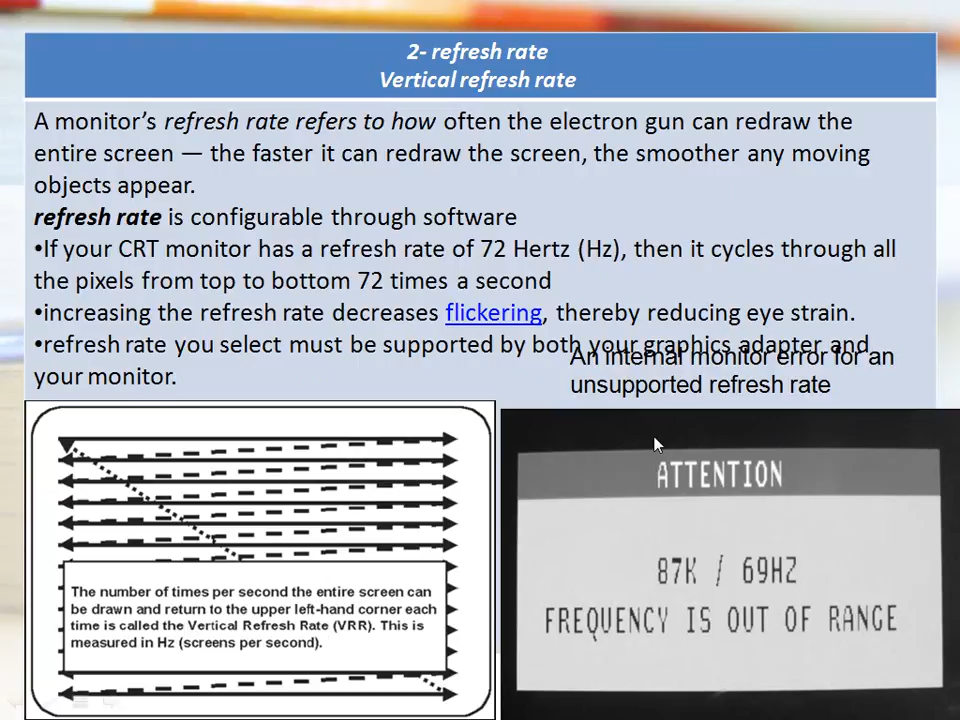 2- refresh rate
Vertical refresh rate
A monitor’s refresh rate refers to how often the electron gun can redraw the
entire screen — the faster it can redraw the screen, the smoother any moving
objects appear.
refresh rate is configurable through software
•If your CRT monitor has a refresh rate of 72 Hertz (Hz), then it cycles through all
the pixels from top to bottom 72 times a second
•increasing the refresh rate decreases flickering, thereby reducing eye strain.
•refresh rate you select must be supported by both your graphics adapter and
your monitor.
An internal monitor error for an
unsupported refresh rate
The number of times per second the entire screen can
be drawn and return to the upper left-hand corner each
time is called the Vertical Refresh Rate (VRR). This is
measured in Hz (screens per second).
ATTENTION
87K / 69HZ
FREQUENCY IS OUT OF RANGE